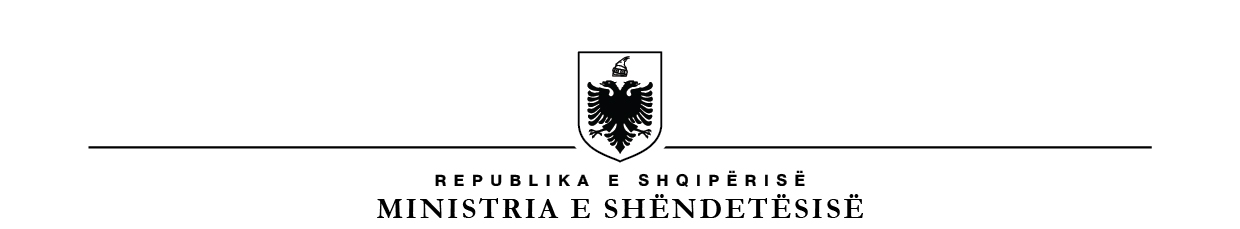 REPUBLIKA E SHQIPËRISË
MINISTRIA E SHËNDETËSISË